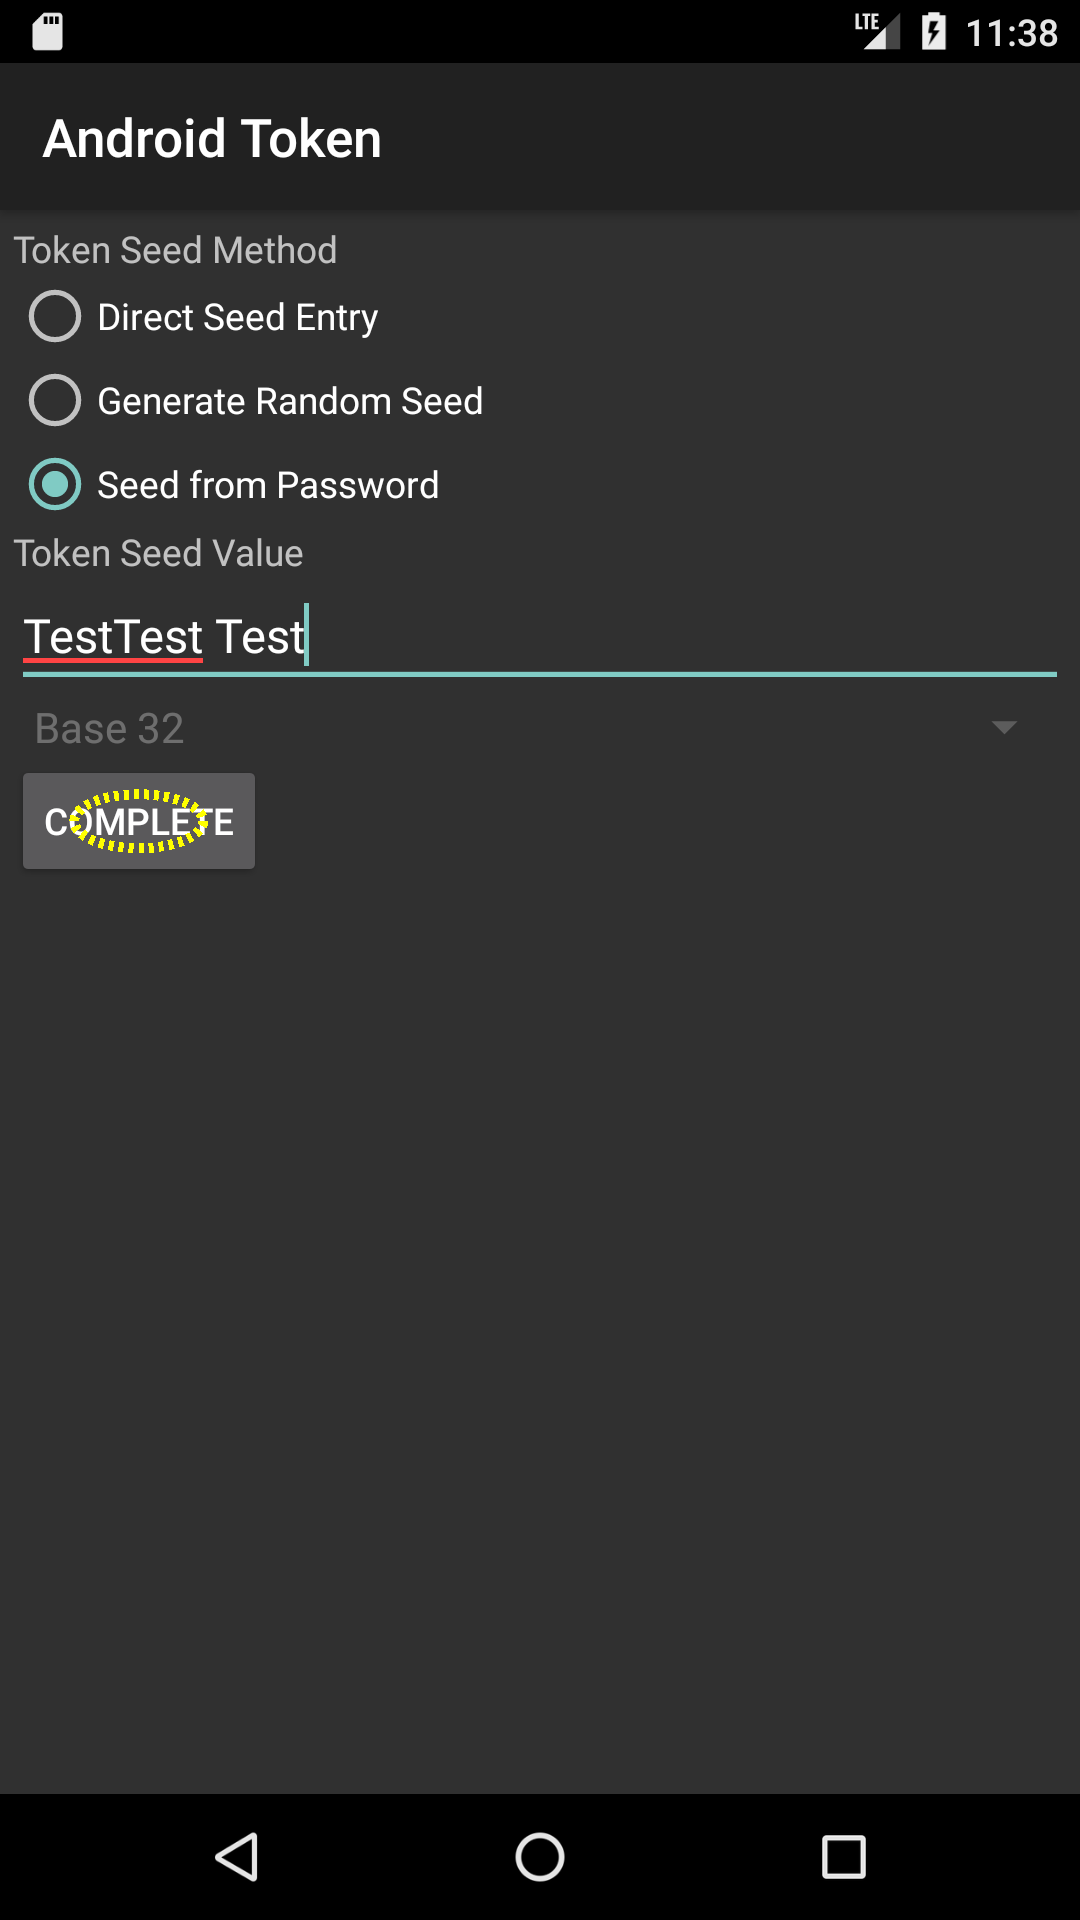 LTE 11:38
Android Token
Token Seed Method
Direct Seed Entry
Generate Random Seed
Seed from Password
Token Seed Value
TestTest Test
Base 32
COMPLETE